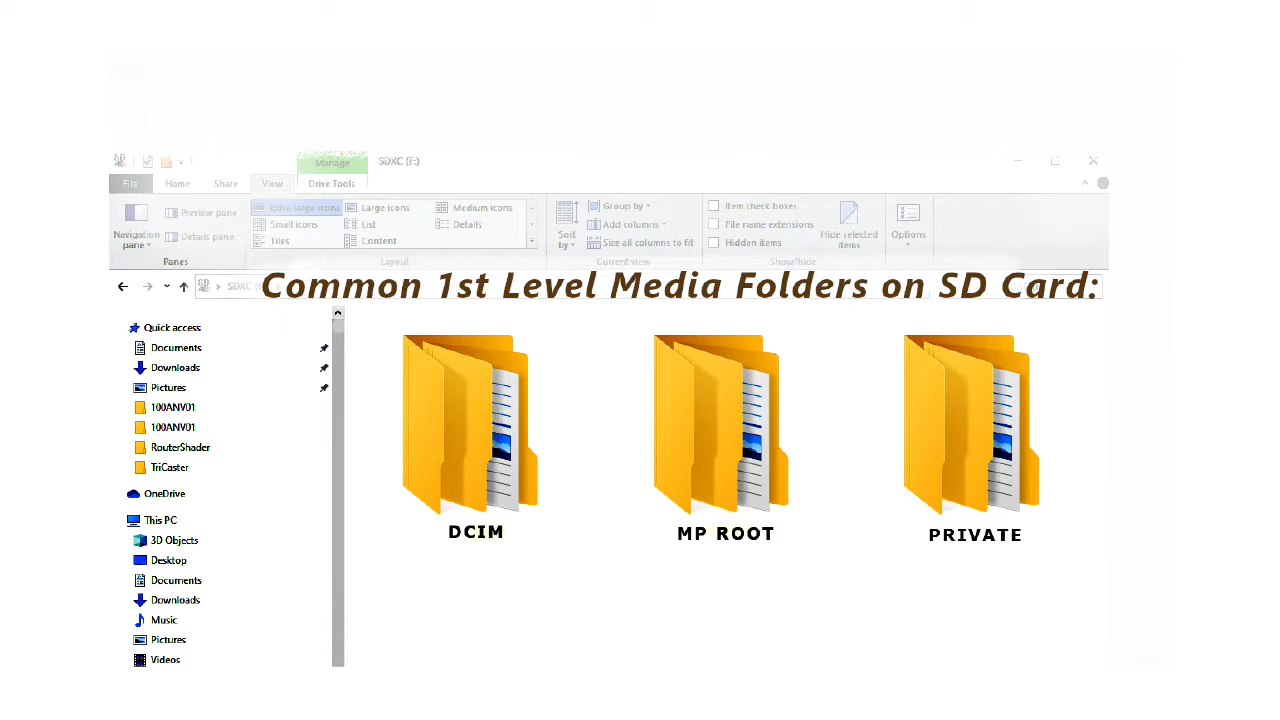 Manage
SDXC (F:)
File
Home
Share
View
Drive Tools
Navigation pane
Preview pane
Details pane
Panes
Extra large icons
Large icons
Medium icons
Small icons
List
Details
Tiles
Content
Layout
Sort by
Group by
Add columns
Size all columns to fit
Current view
Item check boxes
File name extensions
Hidden items
Hide selected items
Show/hide
Options
SDXC
Common 1st Level Media Folders on SD Card:
Quick access
Documents
Downloads
Pictures
100ANV01
100ANV01
RouterShader
TriCaster
OneDrive
This PC
3D Objects
Desktop
Documents
Downloads
Music
Pictures
Videos
DCIM
MP ROOT
PRIVATE